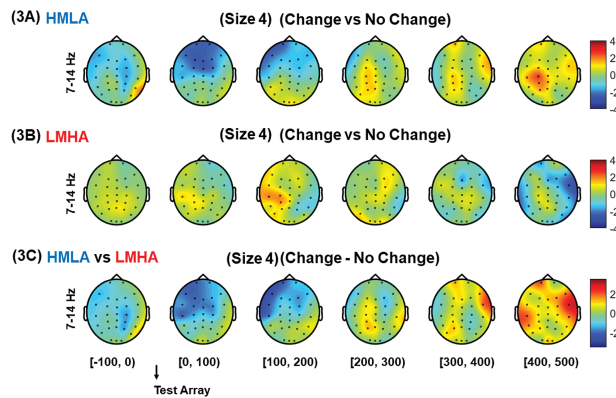 (3A) HMLA (Size 4) (Change vs No Change)
7-14 Hz
4
2
0
-2
-4
(3B) LMHA (Size 4) (Change vs No Change)
7-14 Hz
4
2
0
-2
-4
(3C) HMLA vs LMHA (Size 4) (Change - No Change)
7-14 Hz
4
2
0
-2
-4
[-100, 0) [0, 100) [100, 200) [200, 300) [300, 400) [400, 500)
Test Array